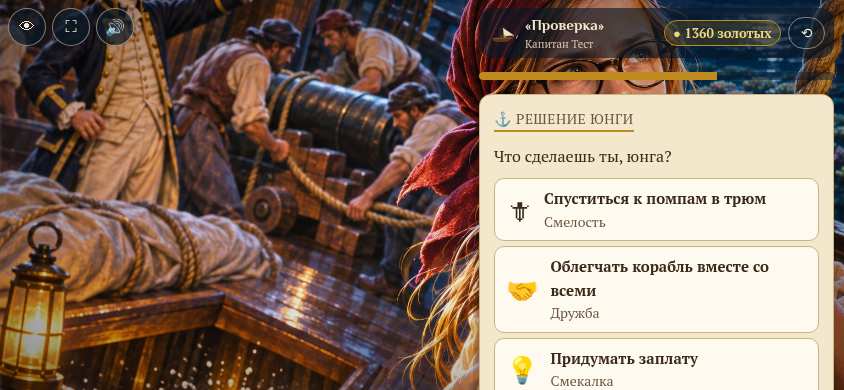 «Проверка»
Капитан Тест
1360 золотых
РЕШЕНИЕ ЮНГИ
Что сделаешь ты, юнга?
Спуститься к помпам в трюм
Смелость
Облегчать корабль вместе со
всеми
Дружба
Придумать заплату
Смекалка